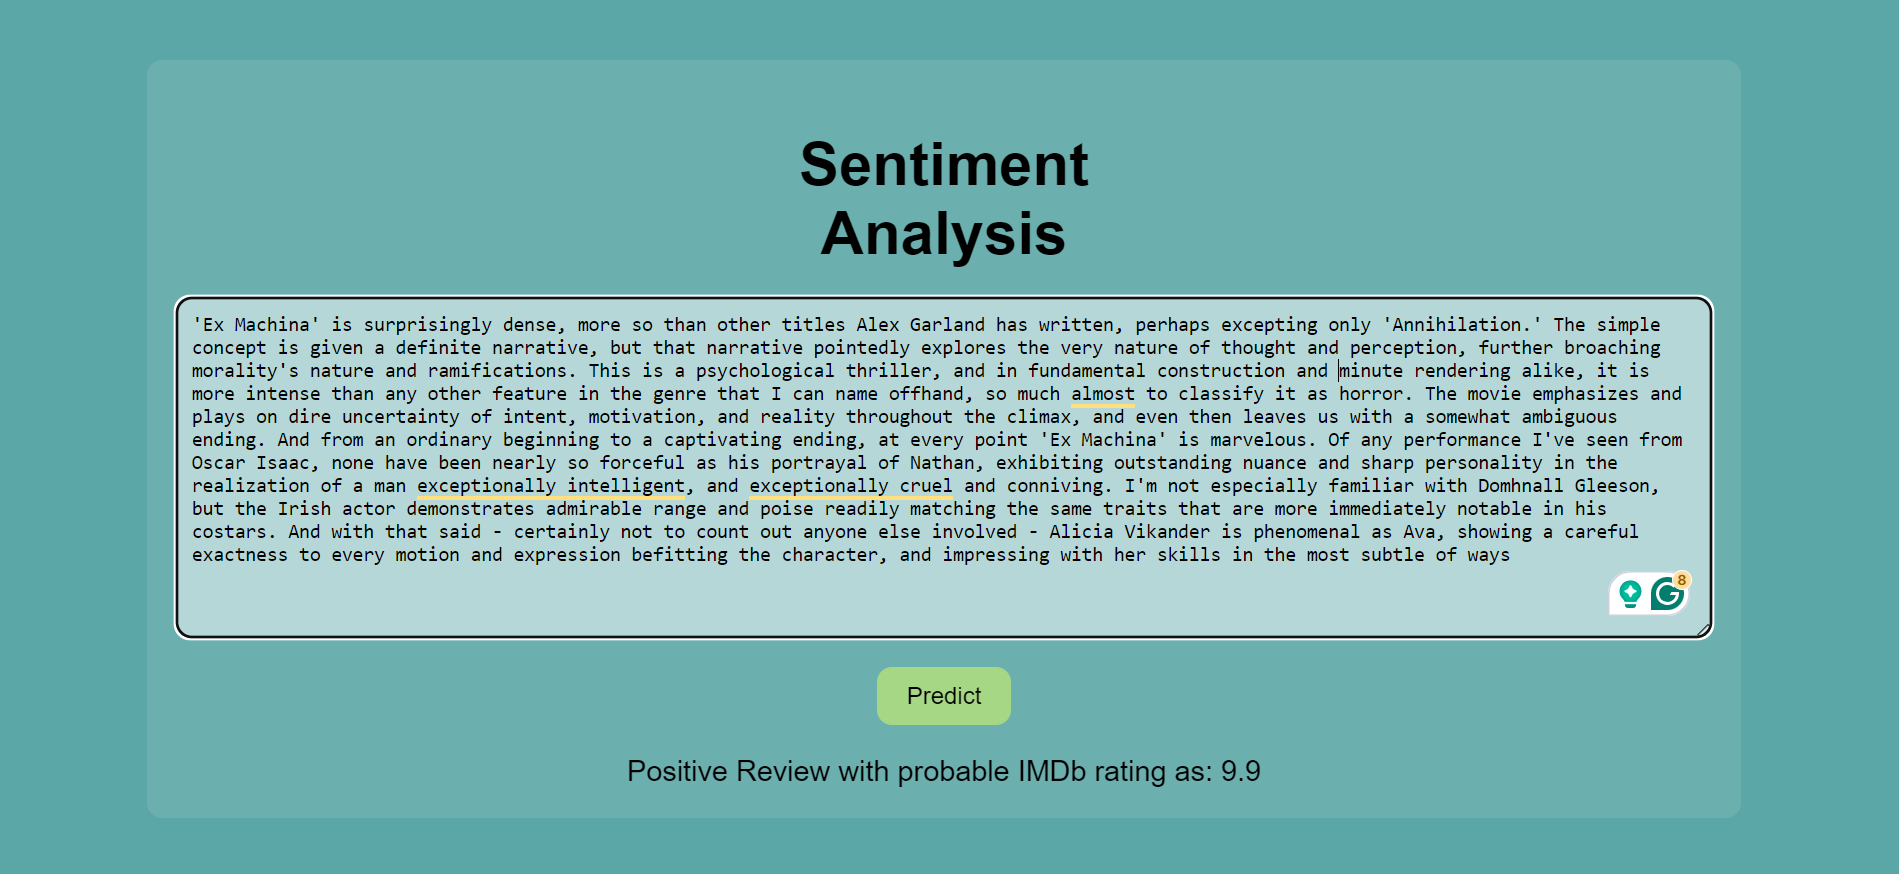 Sentiment
Analysis
'Ex Machina' is surprisingly dense, more so than other titles Alex Garland has written, perhaps excepting only 'Annihilation.' The simple
concept is given a definite narrative, but that narrative pointedly explores the very nature of thought and perception, further broaching
morality's nature and ramifications. This is a psychological thriller, and in fundamental construction and minute rendering alike, it is
more intense than any other feature in the genre that I can name offhand, so much almost to classify it as horror. The movie emphasizes and
plays on dire uncertainty of intent, motivation, and reality throughout the climax, and even then leaves us with a somewhat ambiguous
ending. And from an ordinary beginning to a captivating ending, at every point 'Ex Machina' is marvelous. Of any performance I've seen from
Oscar Isaac, none have been nearly so forceful as his portrayal of Nathan, exhibiting outstanding nuance and sharp personality in the
realization of a man exceptionally intelligent, and exceptionally cruel and conniving. I'm not especially familiar with Domhnall Gleeson,
but the Irish actor demonstrates admirable range and poise readily matching the same traits that are more immediately notable in his
costars. And with that said - certainly not to count out anyone else involved - Alicia Vikander is phenomenal as Ava, showing a careful
exactness to every motion and expression befitting the character, and impressing with her skills in the most subtle of ways
8
Predict
Positive Review with probable IMDb rating as: 9.9